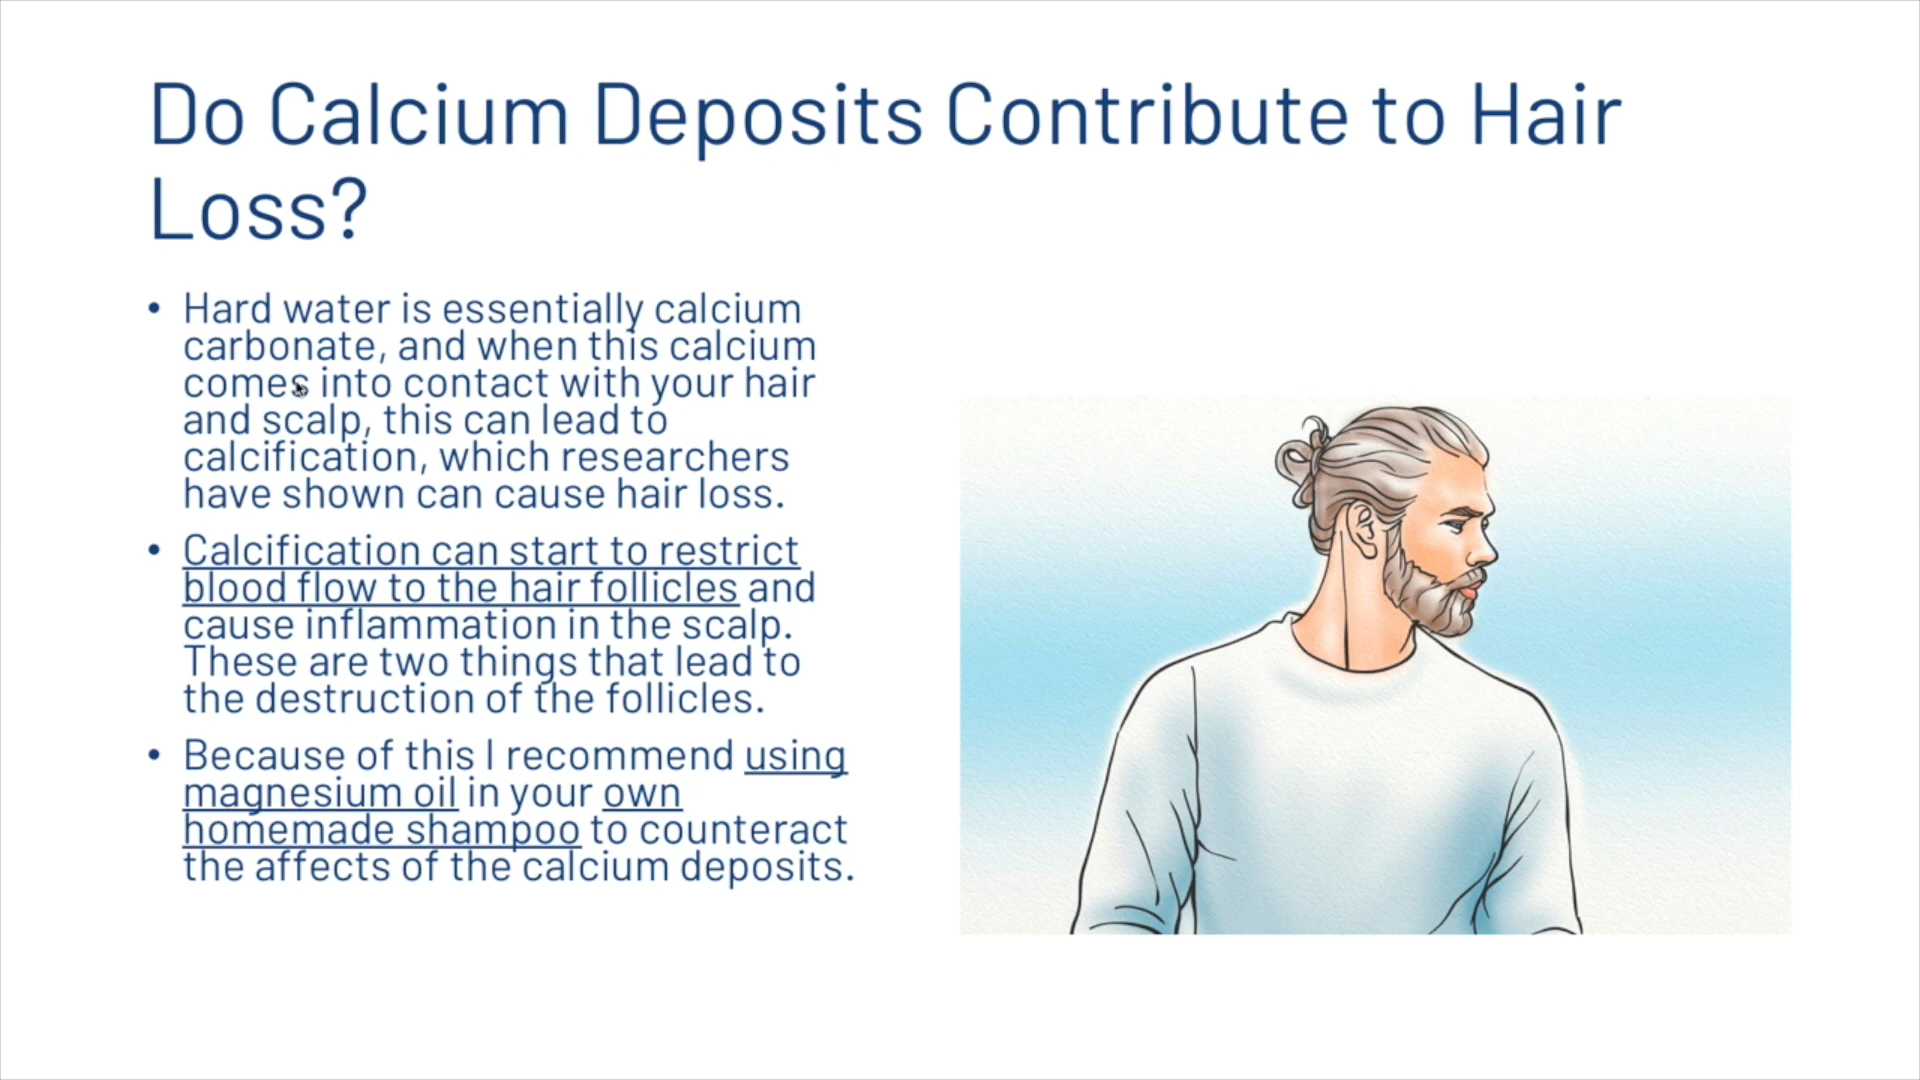 Do Calcium Deposits Contribute to Hair
Loss?
• Hard water is essentially calcium
carbonate, and when this calcium
comes into contact with your hair
and scalp, this can lead to
calcification, which researchers
have shown can cause hair loss.
• Calcification can start to restrict
blood flow to the hair follicles and
cause inflammation in the scalp.
These are two things that lead to
the destruction of the follicles.
• Because of this I recommend using
magnesium oil in your own
homemade shampoo to counteract
the affects of the calcium deposits.